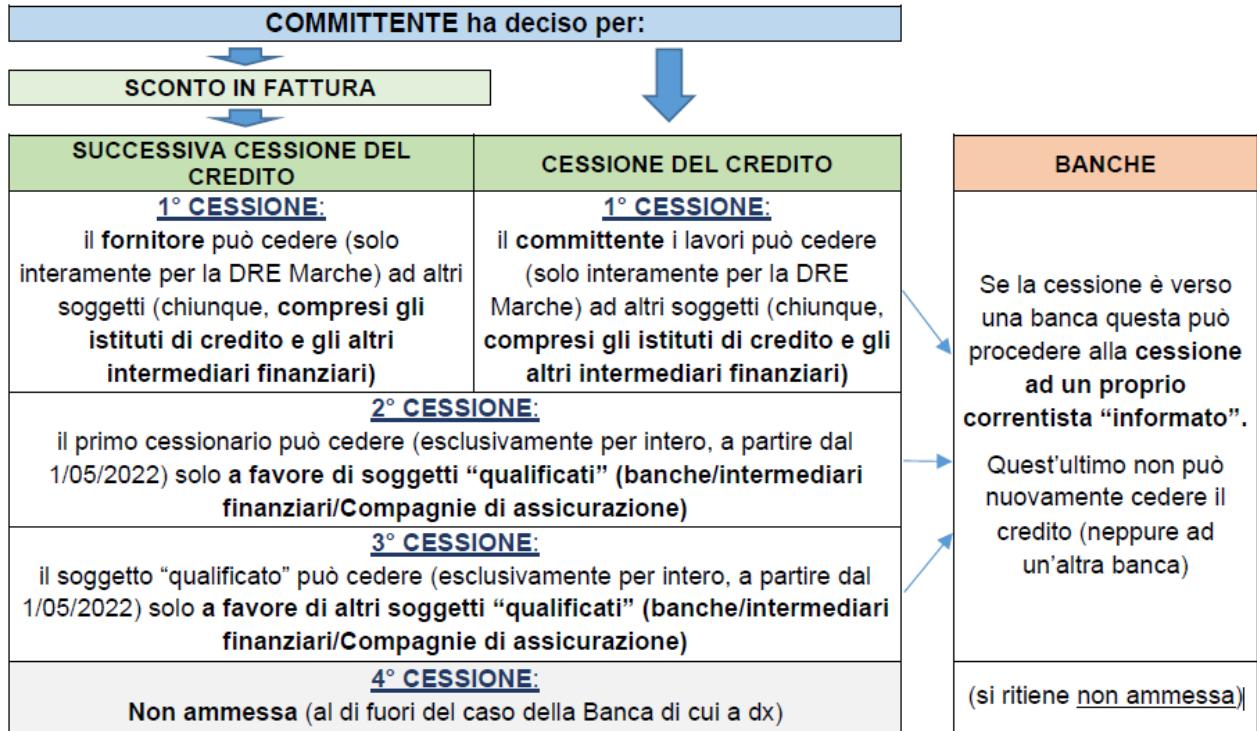 COMMITTENTE ha deciso per:
SCONTO IN FATTURA
SUCCESSIVA CESSIONE DEL
CREDITO
1° CESSIONE:
il fornitore può cedere (solo
interamente per la DRE Marche) ad altri
soggetti (chiunque, compresi gli
istituti di credito e gli altri
intermediari finanziari)
CESSIONE DEL CREDITO
1° CESSIONE:
il committente i lavori può cedere
(solo interamente per la DRE
Marche) ad altri soggetti (chiunque,
compresi gli istituti di credito e gli
altri intermediari finanziari)
2° CESSIONE:
il primo cessionario può cedere (esclusivamente per intero, a partire dal
1/05/2022) solo a favore di soggetti “qualificati” (banche/intermediari
finanziari/Compagnie di assicurazione)
3° CESSIONE:
il soggetto “qualificato” può cedere (esclusivamente per intero, a partire dal
1/05/2022) solo a favore di altri soggetti “qualificati” (banche/intermediari
finanziari/Compagnie di assicurazione)
4° CESSIONE:
Non ammessa (al di fuori del caso della Banca di cui a dx)
BANCHE
Se la cessione è verso
una banca questa può
procedere alla cessione
ad un proprio
correntista “informato”.
Quest’ultimo non può
nuovamente cedere il
credito (neppure ad
un’altra banca)
(si ritiene non ammessa)